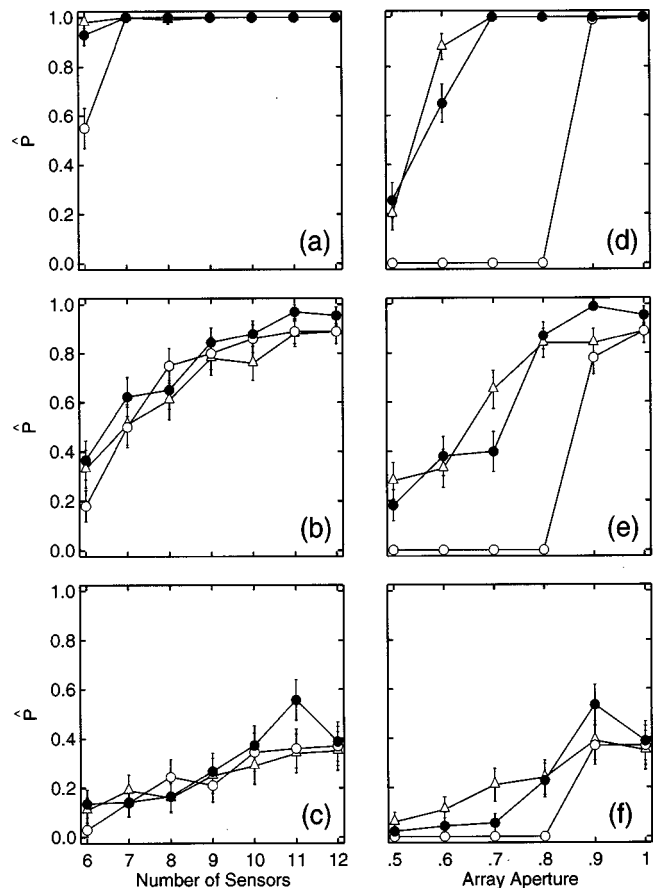 1.0
0.8
0.6
0.4
0.2
0.0
P̂
(a)
(d)
1.0
0.8
0.6
0.4
0.2
0.0
P̂
(b)
(e)
1.0
0.8
0.6
0.4
0.2
0.0
P̂
(c)
(f)
6 7 8 9 10 11 12
.5 .6 .7 .8 .9 1
Number of Sensors
Array Aperture